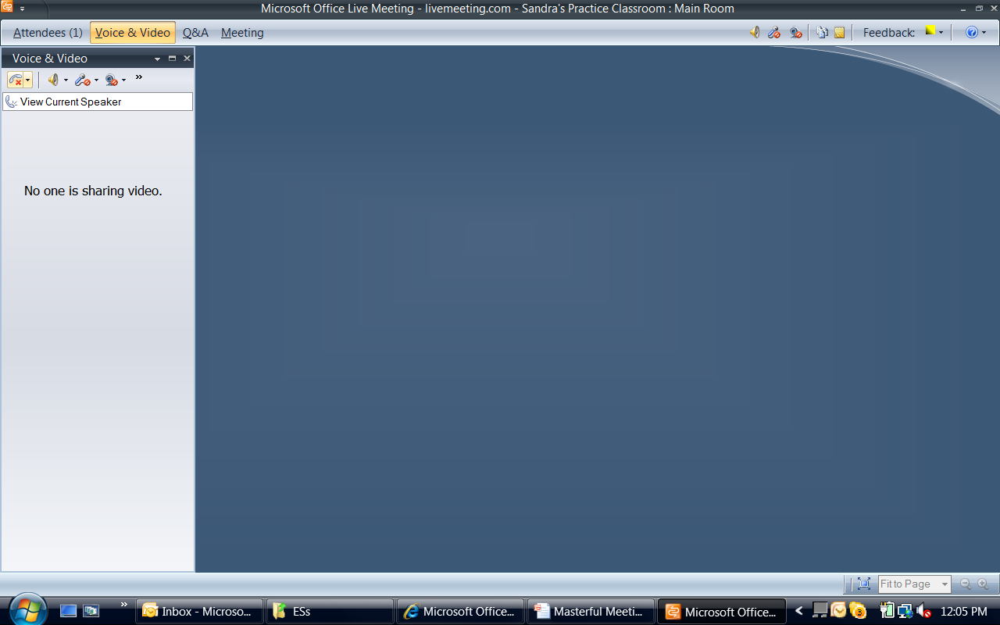 Microsoft Office Live Meeting - livemeeting.com - Sandra's Practice Classroom : Main Room
Attendees (1) Voice & Video Q&A Meeting Feedback:
Voice & Video
View Current Speaker
No one is sharing video.
Fit to Page
Inbox - Microso... ESs Microsoft Office... Masterful Meeti... Microsoft Office... 3 12:05 PM